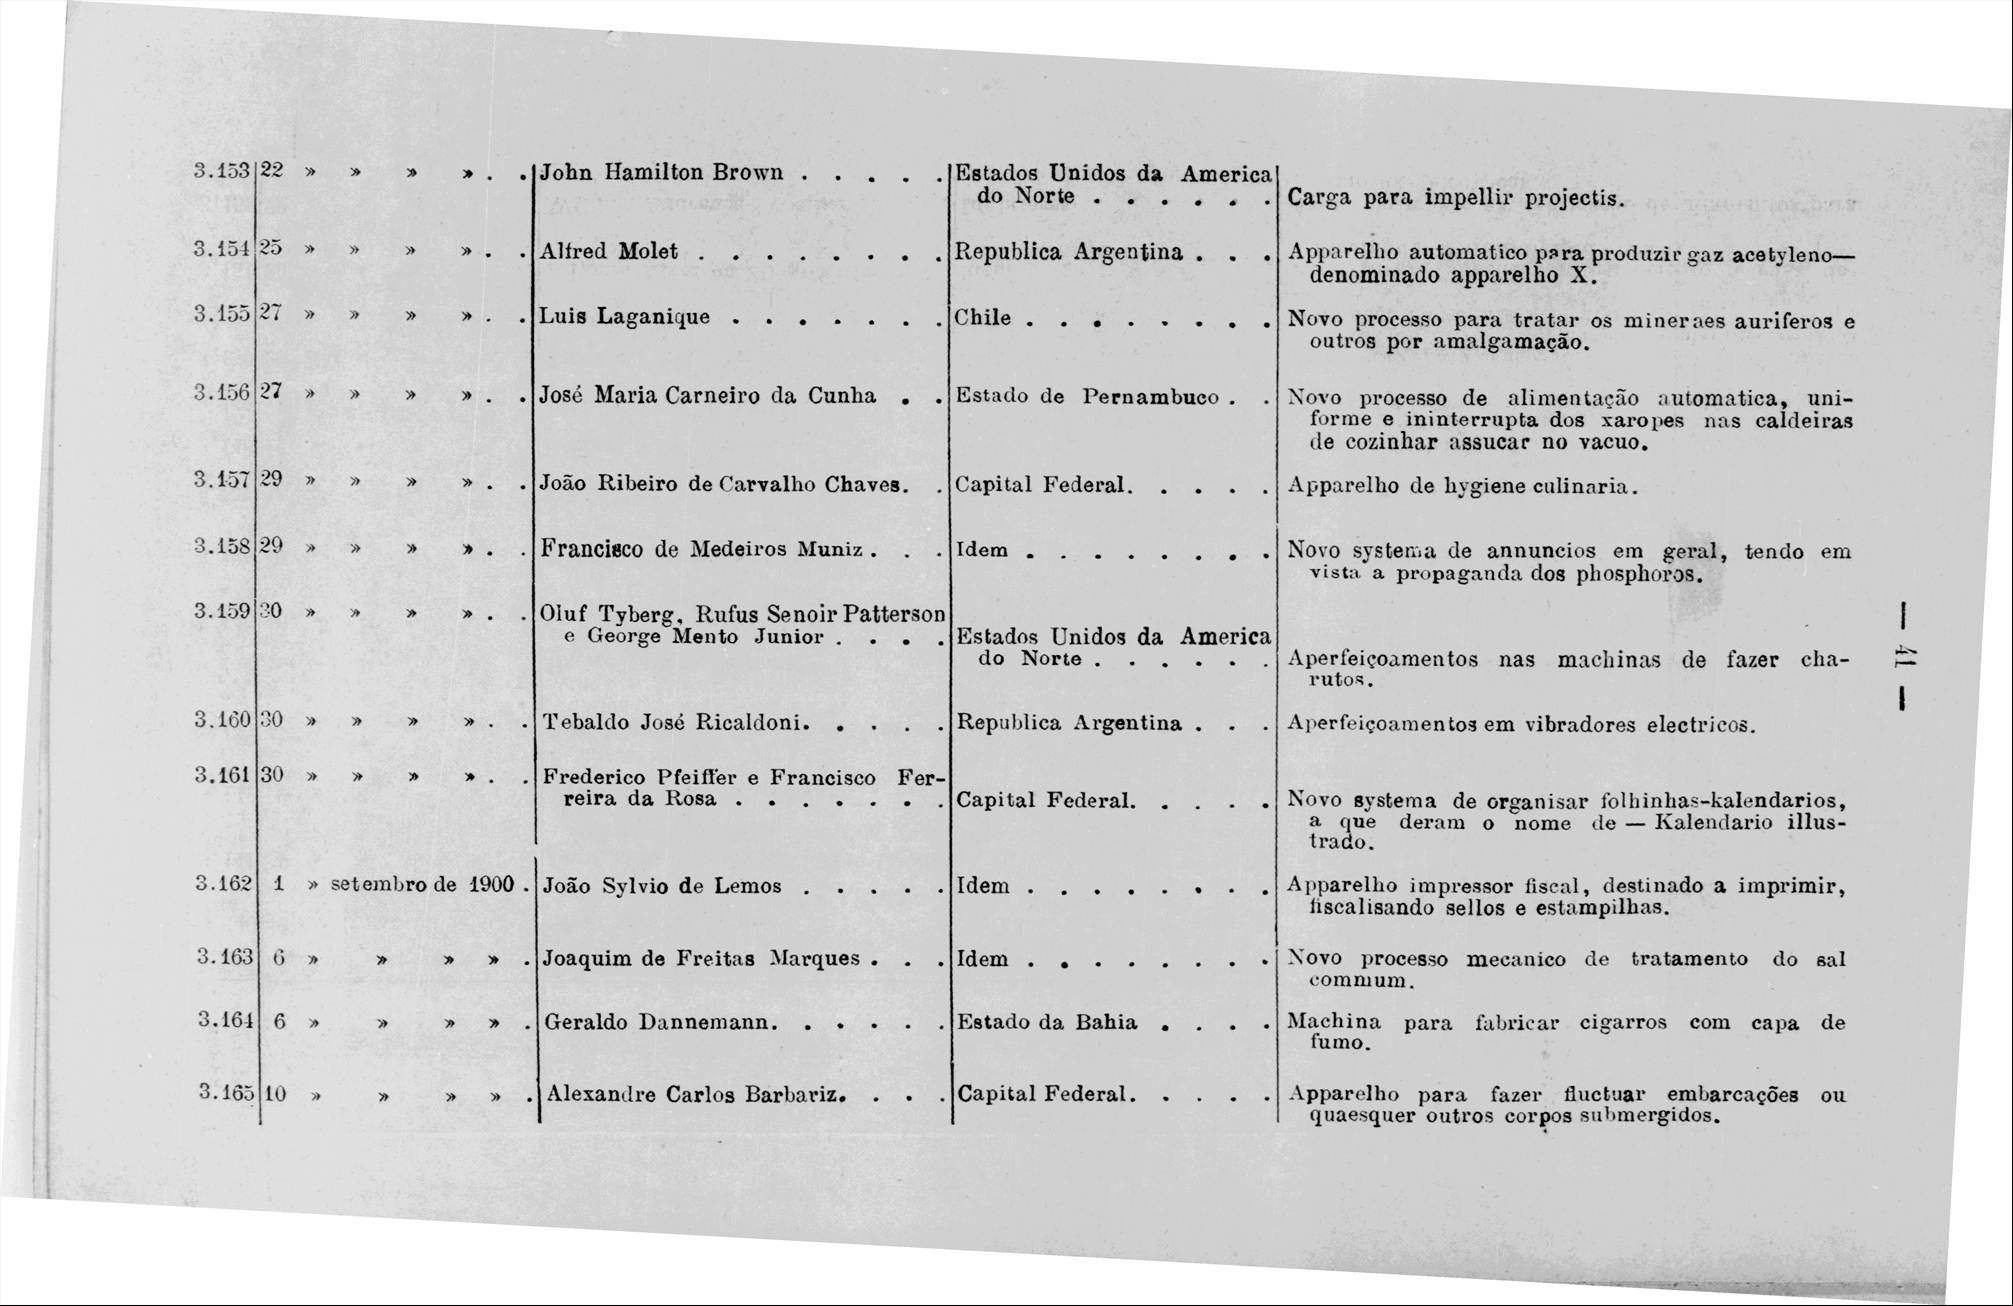 3.153 22 » » » » . . John Hamilton Brown . . . . . Estados Unidos da America
do Norte . . . . . . Carga para impellir projectis.
3.154 25 » » » » . . Alfred Molet . . . . . . . . Republica Argentina . . . Apparelho automatico para produzir gaz acetyleno—
denominado apparelho X.
3.155 27 » » » » . . Luis Laganique . . . . . . . Chile . . . . . . . . Novo processo para tratar os mineraes auriferos e
outros por amalgamação.
3.156 27 » » » » . . José Maria Carneiro da Cunha . . Estado de Pernambuco . . Novo processo de alimentação automatica, uni-
forme e ininterrupta dos xaropes nas caldeiras
de cozinhar assucar no vacuo.
3.157 29 » » » » . . João Ribeiro de Carvalho Chaves. . Capital Federal. . . . . Apparelho de hygiene culinaria.
3.158 29 » » » » . . Francisco de Medeiros Muniz . . . Idem . . . . . . . . Novo systema de annuncios em geral, tendo em
vista a propaganda dos phosphoros.
3.159 30 » » » » . . Oluf Tyberg, Rufus Senoir Patterson
e George Mento Junior . . . . Estados Unidos da America
do Norte . . . . . . Aperfeiçoamentos nas machinas de fazer cha-
rutos.
3.160 30 » » » » . . Tebaldo José Ricaldoni. . . . . Republica Argentina . . . Aperfeiçoamentos em vibradores electricos.
3.161 30 » » » » . . Frederico Pfeiffer e Francisco Fer-
reira da Rosa . . . . . . . Capital Federal. . . . . Novo systema de organisar folhinhas-kalendarios,
a que deram o nome de — Kalendario illus-
trado.
3.162 1 » setembro de 1900 . João Sylvio de Lemos . . . . . Idem . . . . . . . . Apparelho impressor fiscal, destinado a imprimir,
fiscalisando sellos e estampilhas.
3.163 6 » » » » . Joaquim de Freitas Marques . . . Idem . . . . . . . . Novo processo mecanico de tratamento do sal
commum.
3.164 6 » » » » . Geraldo Dannemann. . . . . . Estado da Bahia . . . . Machina para fabricar cigarros com capa de
fumo.
3.165 10 » » » » . Alexandre Carlos Barbariz. . . . Capital Federal. . . . . Apparelho para fazer fluctuar embarcações ou
quaesquer outros corpos submergidos.
— 41 —